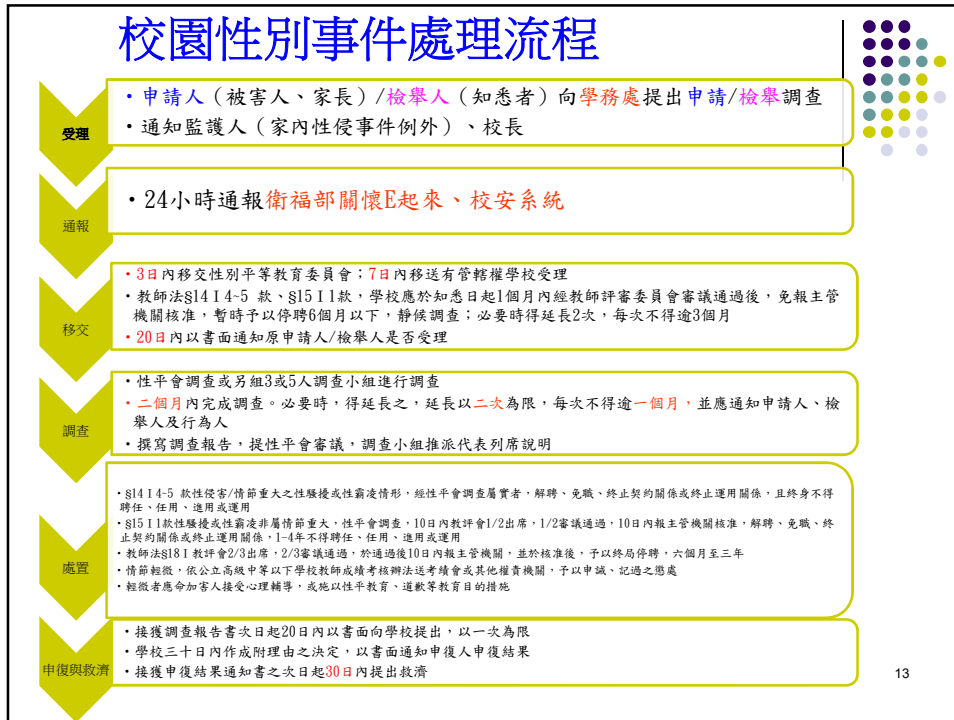 校園性別事件處理流程
受理
•申請人（被害人、家長）/檢舉人（知悉者）向學務處提出申請/檢舉調查
•通知監護人（家內性侵事件例外）、校長
通報
•24小時通報衛福部關懷E起來、校安系統
移交
•3日內移交性別平等教育委員會；7日內移送有管轄權學校受理
•教師法§14 I 4~5 款、§15 I 1款，學校應於知悉日起1個月內經教師評審委員會審議通過後，免報主管
機關核准，暫時予以停聘6個月以下，靜候調查；必要時得延長2次，每次不得逾3個月
•20日內以書面通知原申請人/檢舉人是否受理
調查
•性平會調查或另組3或5人調查小組進行調查
•二個月內完成調查。必要時，得延長之，延長以二次為限，每次不得逾一個月，並應通知申請人、檢
舉人及行為人
•撰寫調查報告，提性平會審議，調查小組推派代表列席說明
處置
•§14 I 4~5 款性侵害/情節重大之性騷擾或性霸凌情形，經性平會調查屬實者，解聘、免職、終止契約關係或終止運用關係，且終身不得
聘任、任用、進用或運用
•§15 I 1款性騷擾或性霸凌非屬情節重大，性平會調查，10日內教評會1/2出席，1/2審議通過，10日內報主管機關核准，解聘、免職、終
止契約關係或終止運用關係，1-4年不得聘任、任用、進用或運用
•教師法§18 I 教評會2/3出席，2/3審議通過，於通過後10日內報主管機關，並於核准後，予以終局停聘，六個月至三年
•情節輕微，依公立高級中等以下學校教師成績考核辦法送考績會或其他權責機關，予以申誡、記過之懲處
•輕微者應命加害人接受心理輔導，或施以性平教育、道歉等教育目的措施
申復與救濟
•接獲調查報告書次日起20日內以書面向學校提出，以一次為限
•學校三十日內作成附理由之決定，以書面通知申復人申復結果
•接獲申復結果通知書之次日起30日內提出救濟
13